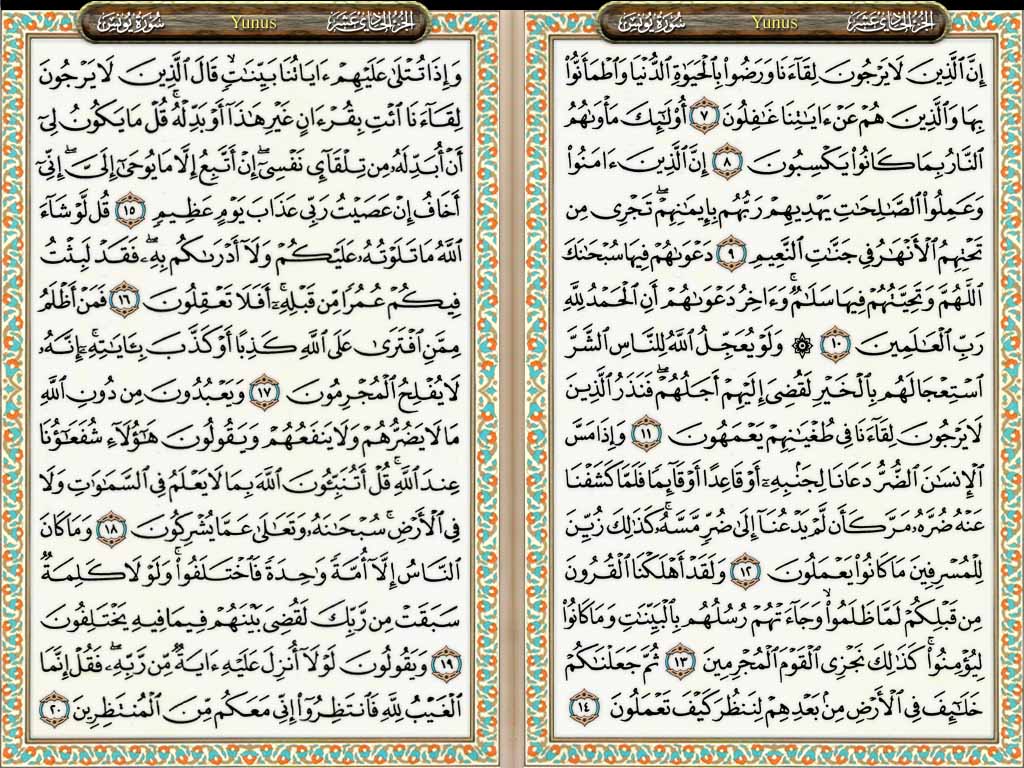 سُورَةُ يُونُسَ Yunus الجُزْءُ الحَادِي عَشَرَ
إِنَّ ٱلَّذِينَ لَا يَرْجُونَ لِقَآءَنَا وَرَضُوا۟ بِٱلْحَيَوٰةِ ٱلدُّنْيَا وَٱطْمَأَنُّوا۟
بِهَا وَٱلَّذِينَ هُمْ عَنْ ءَايَـٰتِنَا غَـٰفِلُونَ ٧ أُو۟لَـٰٓئِكَ مَأْوَىٰهُمُ
ٱلنَّارُ بِمَا كَانُوا۟ يَكْسِبُونَ ٨ إِنَّ ٱلَّذِينَ ءَامَنُوا۟
وَعَمِلُوا۟ ٱلصَّـٰلِحَـٰتِ يَهْدِيهِمْ رَبُّهُم بِإِيمَـٰنِهِمْ ۖ تَجْرِى مِن
تَحْتِهِمُ ٱلْأَنْهَـٰرُ فِى جَنَّـٰتِ ٱلنَّعِيمِ ٩ دَعْوَىٰهُمْ فِيهَا سُبْحَـٰنَكَ
ٱللَّهُمَّ وَتَحِيَّتُهُمْ فِيهَا سَلَـٰمٌ ۚ وَءَاخِرُ دَعْوَىٰهُمْ أَنِ ٱلْحَمْدُ لِلَّهِ
رَبِّ ٱلْعَـٰلَمِينَ ١٠ ۞ وَلَوْ يُعَجِّلُ ٱللَّهُ لِلنَّاسِ ٱلشَّرَّ
ٱسْتِعْجَالَهُم بِٱلْخَيْرِ لَقُضِىَ إِلَيْهِمْ أَجَلُهُمْ ۖ فَنَذَرُ ٱلَّذِينَ
لَا يَرْجُونَ لِقَآءَنَا فِى طُغْيَـٰنِهِمْ يَعْمَهُونَ ١١ وَإِذَا مَسَّ
ٱلْإِنسَـٰنَ ٱلضُّرُّ دَعَانَا لِجَنۢبِهِۦٓ أَوْ قَاعِدًا أَوْ قَآئِمًا فَلَمَّا كَشَفْنَا
عَنْهُ ضُرَّهُۥ مَرَّ كَأَن لَّمْ يَدْعُنَآ إِلَىٰ ضُرٍّ مَّسَّهُۥ ۚ كَذَٰلِكَ زُيِّنَ
لِلْمُسْرِفِينَ مَا كَانُوا۟ يَعْمَلُونَ ١٢ وَلَقَدْ أَهْلَكْنَا ٱلْقُرُونَ
مِن قَبْلِكُمْ لَمَّا ظَلَمُوا۟ ۙ وَجَآءَتْهُمْ رُسُلُهُم بِٱلْبَيِّنَـٰتِ وَمَا كَانُوا۟
لِيُؤْمِنُوا۟ ۚ كَذَٰلِكَ نَجْزِى ٱلْقَوْمَ ٱلْمُجْرِمِينَ ١٣ ثُمَّ جَعَلْنَـٰكُمْ
خَلَـٰٓئِفَ فِى ٱلْأَرْضِ مِنۢ بَعْدِهِمْ لِنَنظُرَ كَيْفَ تَعْمَلُونَ ١٤
سُورَةُ يُونُسَ Yunus الجُزْءُ الحَادِي عَشَرَ
وَإِذَا تُتْلَىٰ عَلَيْهِمْ ءَايَاتُنَا بَيِّنَـٰتٍ ۙ قَالَ ٱلَّذِينَ لَا يَرْجُونَ
لِقَآءَنَا ٱئْتِ بِقُرْءَانٍ غَيْرِ هَـٰذَآ أَوْ بَدِّلْهُ ۚ قُلْ مَا يَكُونُ لِىٓ
أَنْ أُبَدِّلَهُۥ مِن تِلْقَآئِ نَفْسِىٓ ۖ إِنْ أَتَّبِعُ إِلَّا مَا يُوحَىٰٓ إِلَىَّ ۖ إِنِّىٓ
أَخَافُ إِنْ عَصَيْتُ رَبِّى عَذَابَ يَوْمٍ عَظِيمٍ ١٥ قُل لَّوْ شَآءَ
ٱللَّهُ مَا تَلَوْتُهُۥ عَلَيْكُمْ وَلَآ أَدْرَىٰكُم بِهِۦ ۖ فَقَدْ لَبِثْتُ
فِيكُمْ عُمُرًا مِّن قَبْلِهِۦٓ ۚ أَفَلَا تَعْقِلُونَ ١٦ فَمَنْ أَظْلَمُ
مِمَّنِ ٱفْتَرَىٰ عَلَى ٱللَّهِ كَذِبًا أَوْ كَذَّبَ بِـَٔايَـٰتِهِۦٓ ۚ إِنَّهُۥ
لَا يُفْلِحُ ٱلْمُجْرِمُونَ ١٧ وَيَعْبُدُونَ مِن دُونِ ٱللَّهِ
مَا لَا يَضُرُّهُمْ وَلَا يَنفَعُهُمْ وَيَقُولُونَ هَـٰٓؤُلَآءِ شُفَعَـٰٓؤُنَا
عِندَ ٱللَّهِ ۚ قُلْ أَتُنَبِّـُٔونَ ٱللَّهَ بِمَا لَا يَعْلَمُ فِى ٱلسَّمَـٰوَٰتِ وَلَا
فِى ٱلْأَرْضِ ۚ سُبْحَـٰنَهُۥ وَتَعَـٰلَىٰ عَمَّا يُشْرِكُونَ ١٨ وَمَا كَانَ
ٱلنَّاسُ إِلَّآ أُمَّةً وَٰحِدَةً فَٱخْتَلَفُوا۟ ۚ وَلَوْلَا كَلِمَةٌ
سَبَقَتْ مِن رَّبِّكَ لَقُضِىَ بَيْنَهُمْ فِيمَا فِيهِ يَخْتَلِفُونَ
١٩ وَيَقُولُونَ لَوْلَآ أُنزِلَ عَلَيْهِ ءَايَةٌ مِّن رَّبِّهِۦ ۖ فَقُلْ إِنَّمَا
ٱلْغَيْبُ لِلَّهِ فَٱنتَظِرُوٓا۟ إِنِّى مَعَكُم مِّنَ ٱلْمُنتَظِرِينَ ٢٠